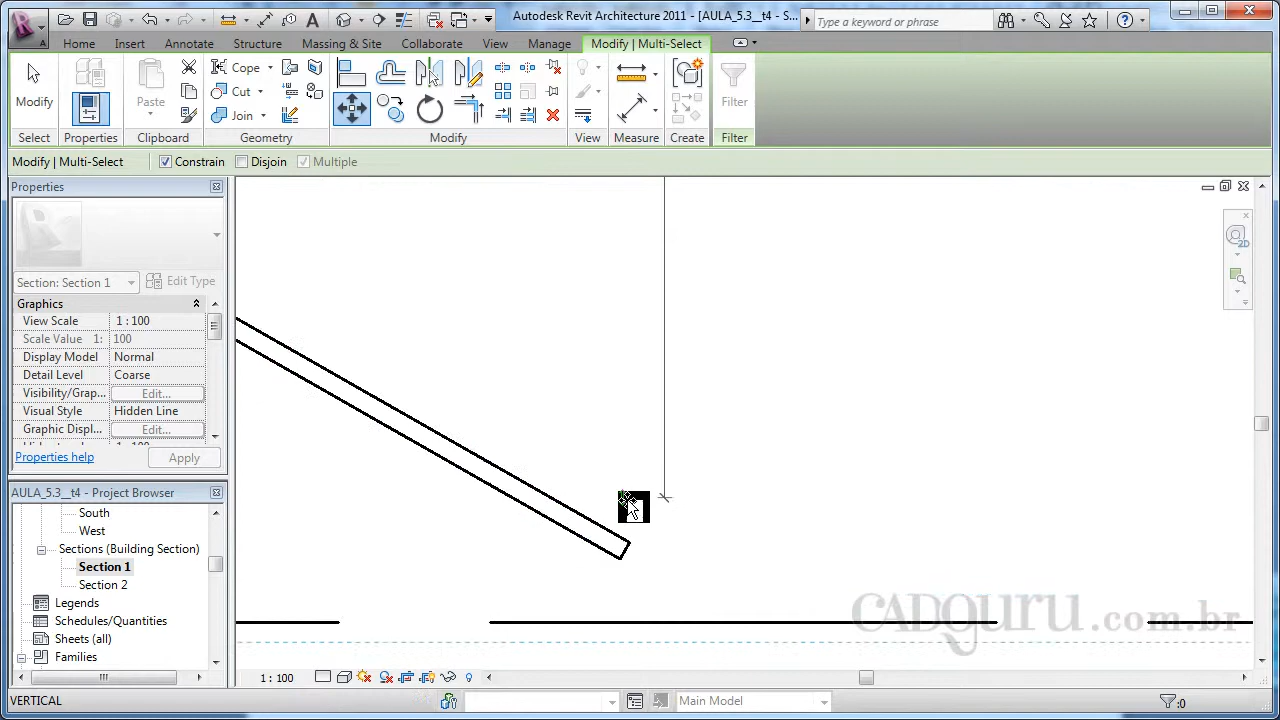 Autodesk Revit Architecture 2011 - [AULA_5.3__t4 - S...
Type a keyword or phrase
Home Insert Annotate Structure Massing & Site Collaborate View Manage Modify | Multi-Select
Modify
Paste
Cope
Cut
Join
Filter
Select Properties Clipboard Geometry Modify View Measure Create Filter
Modify | Multi-Select Constrain Disjoin Multiple
Properties
Section: Section 1 Edit Type
Graphics
View Scale 1 : 100
Scale Value 1: 100
Display Model Normal
Detail Level Coarse
Visibility/Grap... Edit...
Visual Style Hidden Line
Graphic Displ... Edit...
Properties help Apply
AULA_5.3__t4 - Project Browser
South
West
Sections (Building Section)
Section 1
Section 2
Legends
Schedules/Quantities
Sheets (all)
Families
CADGURU.com.br
1 : 100
VERTICAL
Main Model
:0